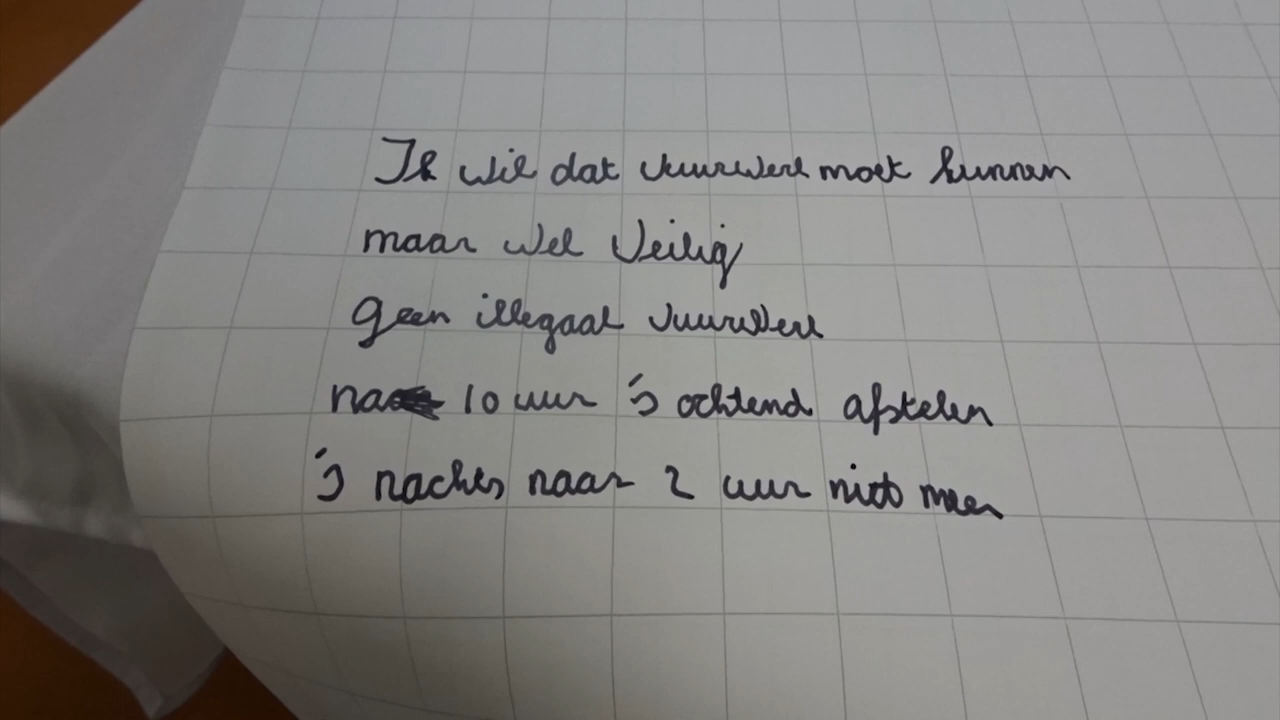 Ik wil dat vuurwerk moet kunnen
maar wel Veilig
geen illegaal vuurwerk
na 10 uur 's ochtend afstelen
's nachts naar 2 uur niet meer